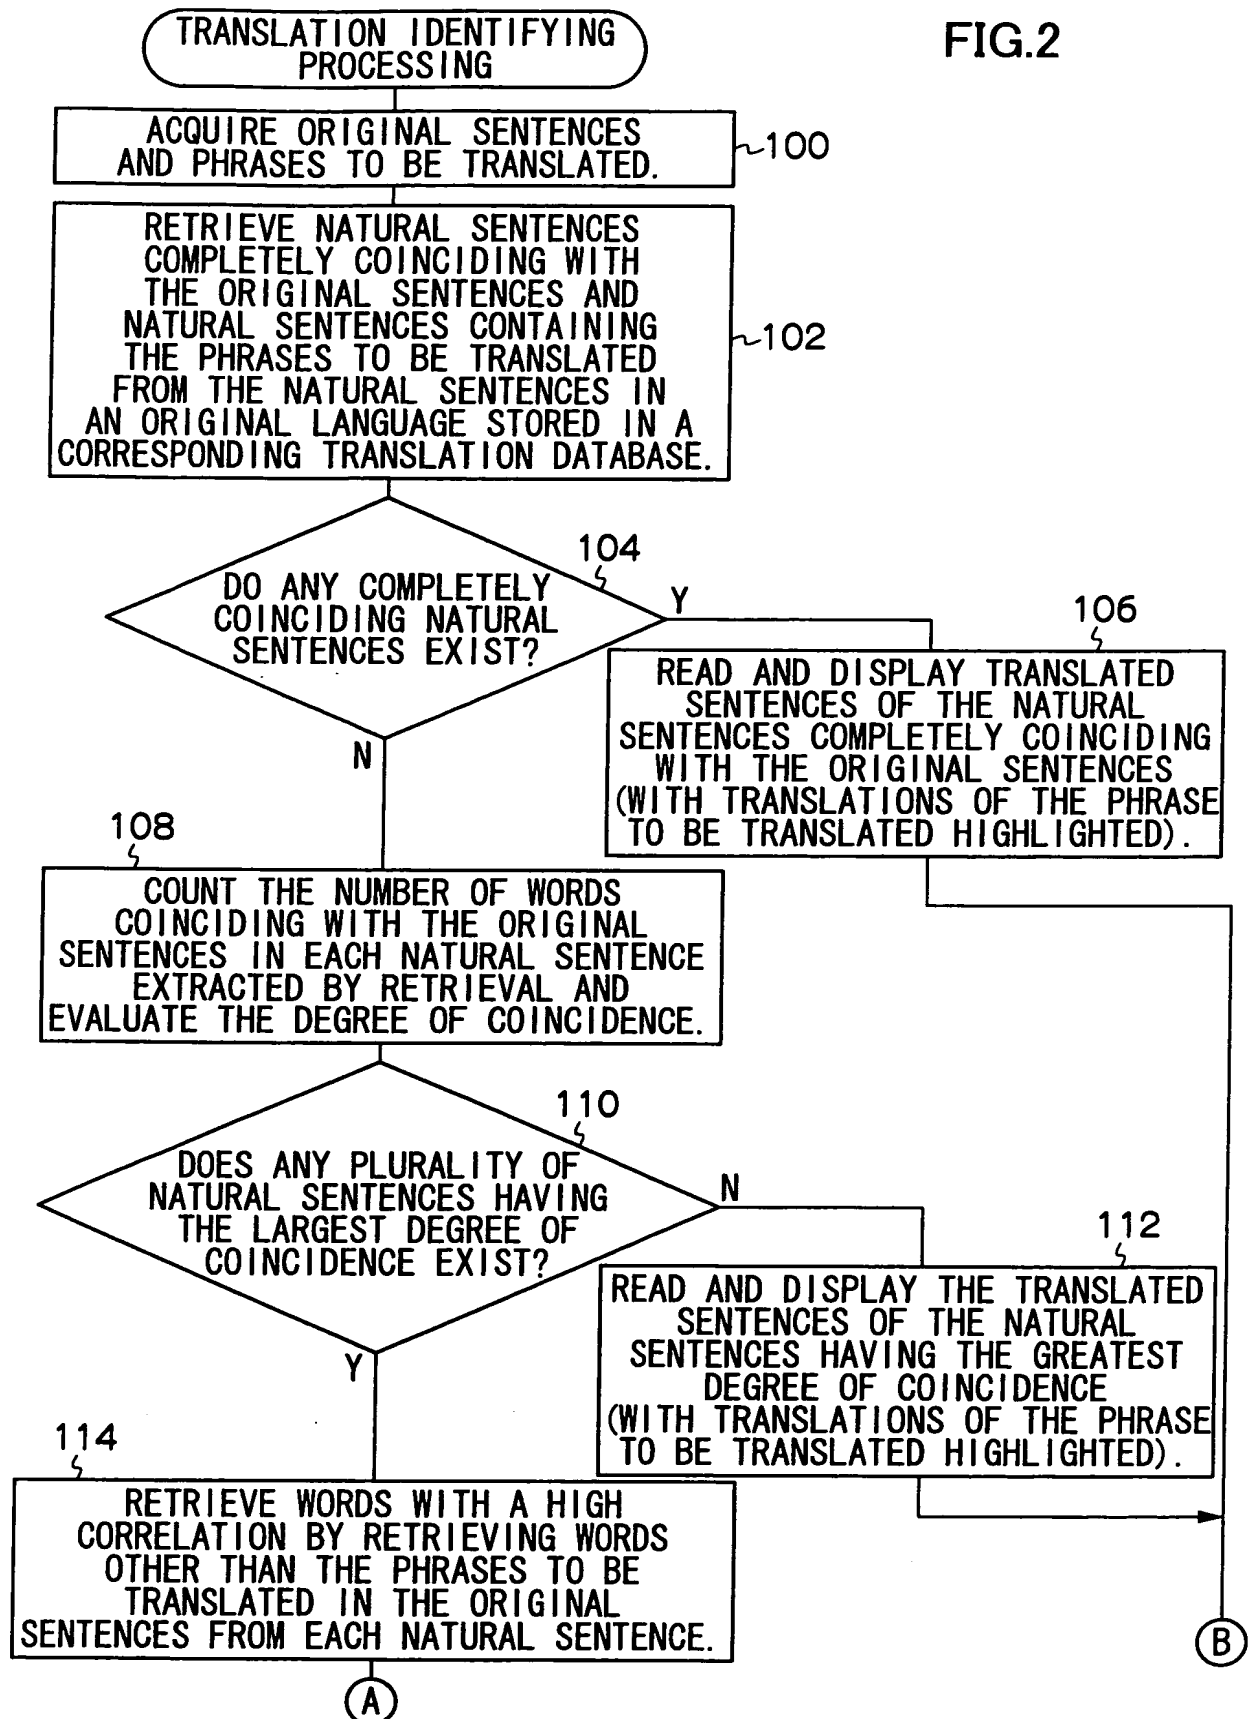 FIG.2
TRANSLATION IDENTIFYING
PROCESSING
ACQUIRE ORIGINAL SENTENCES
AND PHRASES TO BE TRANSLATED.
100
RETRIEVE NATURAL SENTENCES
COMPLETELY COINCIDING WITH
THE ORIGINAL SENTENCES AND
NATURAL SENTENCES CONTAINING
THE PHRASES TO BE TRANSLATED
FROM THE NATURAL SENTENCES IN
AN ORIGINAL LANGUAGE STORED IN A
CORRESPONDING TRANSLATION DATABASE.
102
104
DO ANY COMPLETELY
COINCIDING NATURAL
SENTENCES EXIST?
Y
N
106
READ AND DISPLAY TRANSLATED
SENTENCES OF THE NATURAL
SENTENCES COMPLETELY COINCIDING
WITH THE ORIGINAL SENTENCES
(WITH TRANSLATIONS OF THE PHRASE
TO BE TRANSLATED HIGHLIGHTED).
108
COUNT THE NUMBER OF WORDS
COINCIDING WITH THE ORIGINAL
SENTENCES IN EACH NATURAL SENTENCE
EXTRACTED BY RETRIEVAL AND
EVALUATE THE DEGREE OF COINCIDENCE.
110
DOES ANY PLURALITY OF
NATURAL SENTENCES HAVING
THE LARGEST DEGREE OF
COINCIDENCE EXIST?
N
Y
112
READ AND DISPLAY THE TRANSLATED
SENTENCES OF THE NATURAL
SENTENCES HAVING THE GREATEST
DEGREE OF COINCIDENCE
(WITH TRANSLATIONS OF THE PHRASE
TO BE TRANSLATED HIGHLIGHTED).
114
RETRIEVE WORDS WITH A HIGH
CORRELATION BY RETRIEVING WORDS
OTHER THAN THE PHRASES TO BE
TRANSLATED IN THE ORIGINAL
SENTENCES FROM EACH NATURAL SENTENCE.
B
A